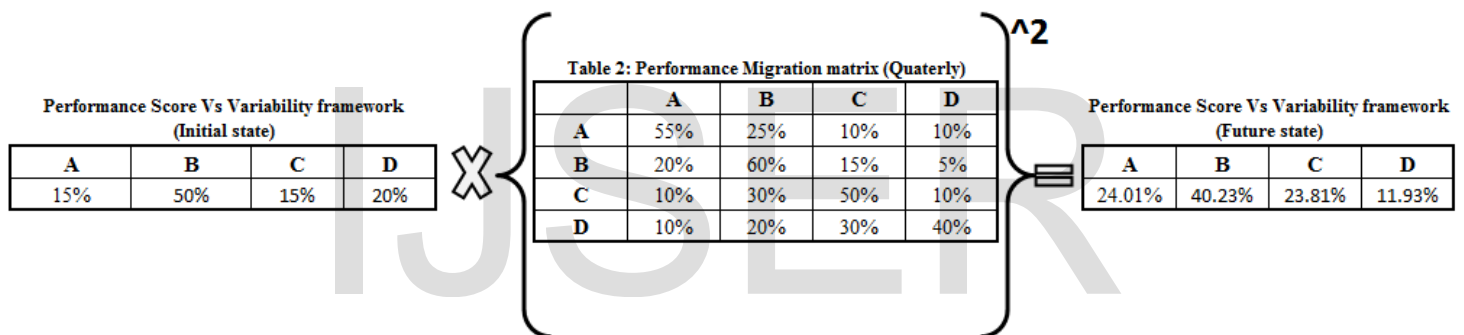 ^2
Table 2: Performance Migration matrix (Quaterly)
A B C D
A 55% 25% 10% 10%
B 20% 60% 15% 5%
C 10% 30% 50% 10%
D 10% 20% 30% 40%
Performance Score Vs Variability framework
(Initial state)
A B C D
15% 50% 15% 20%
X
=
Performance Score Vs Variability framework
(Future state)
A B C D
24.01% 40.23% 23.81% 11.93%
IJSER